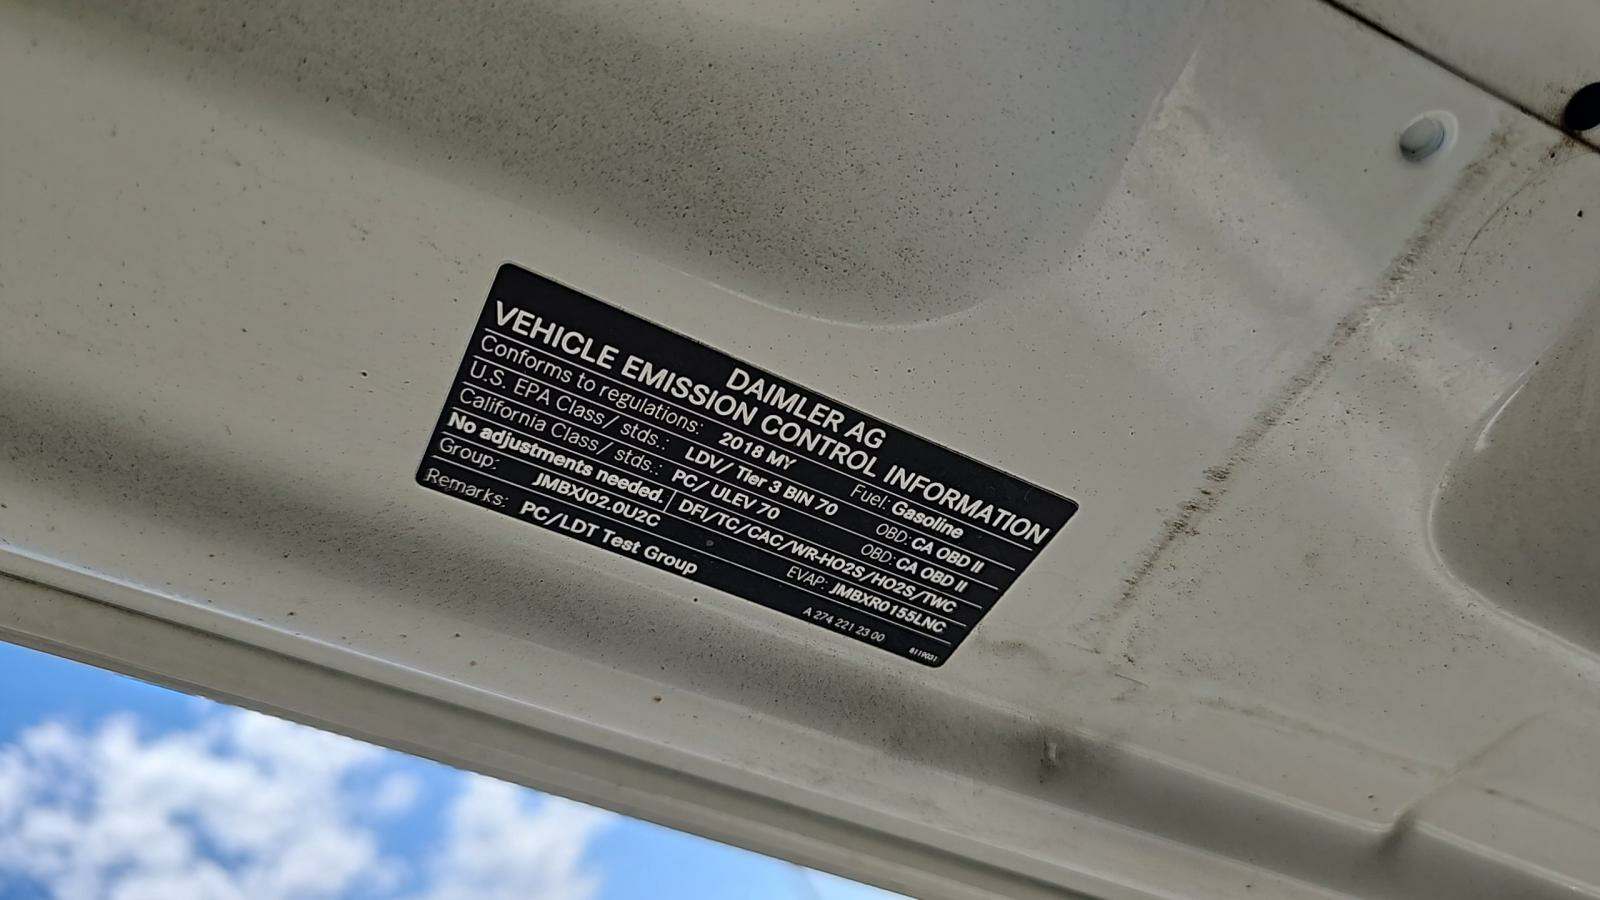 DAIMLER AG
VEHICLE EMISSION CONTROL INFORMATION
Conforms to regulations: 2018 MY Fuel: Gasoline
U.S. EPA Class/ stds.: LDV/ Tier 3 BIN 70 OBD: CA OBD II
California Class/ stds.: PC/ ULEV 70 OBD: CA OBD II
No adjustments needed. DFI/TC/CAC/WR-HO2S/HO2S/TWC
Group: JMBXJ02.0U2C EVAP: JMBXR0155LNC
Remarks: PC/LDT Test Group A 274 221 23 00
8119031